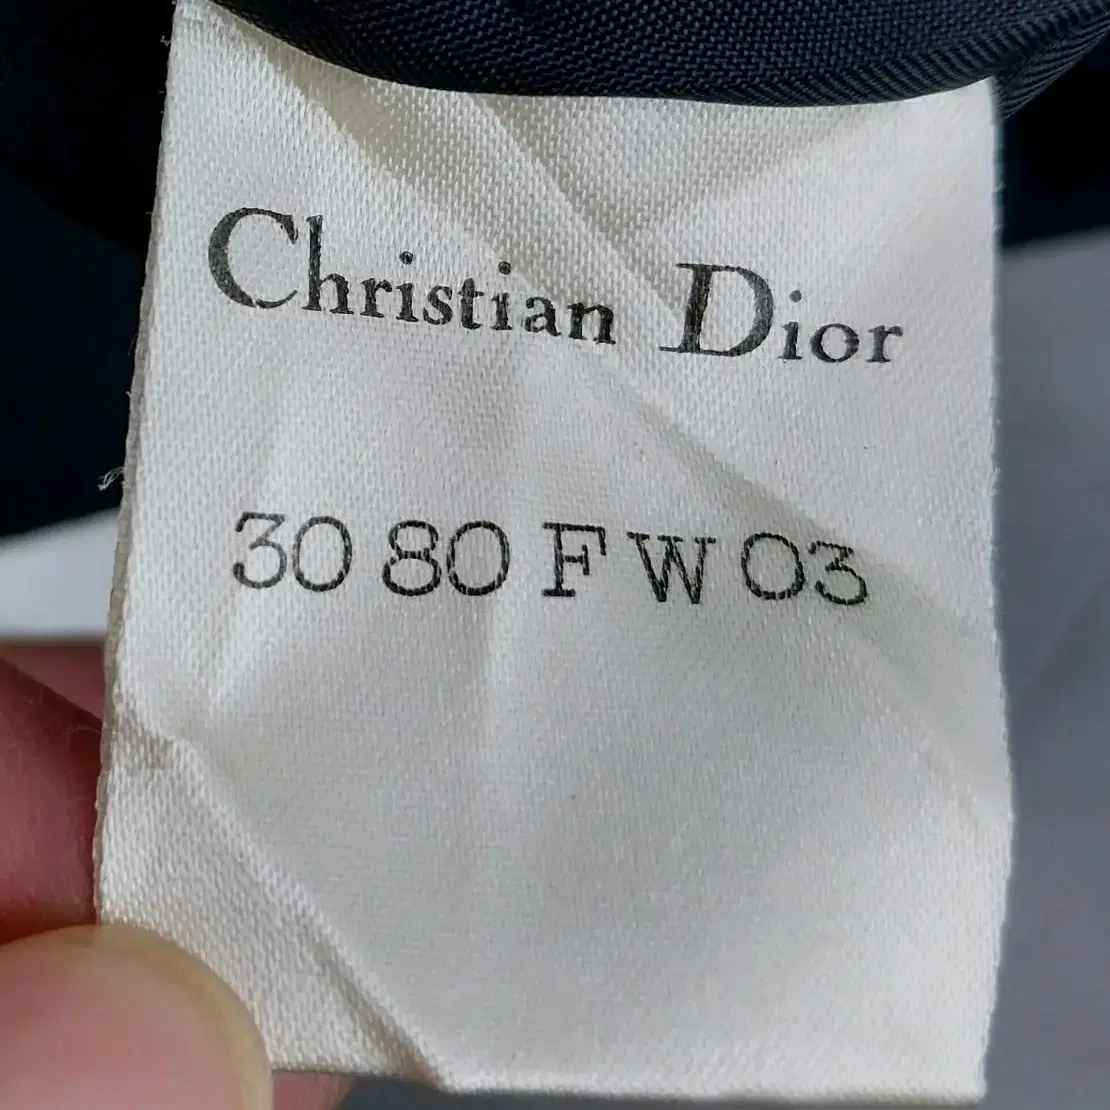 Christian Dior
30 80 F W 03